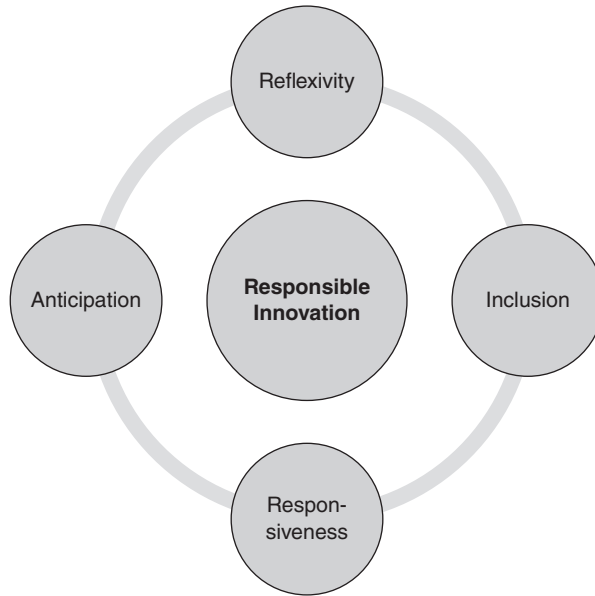 Reflexivity
Anticipation
Responsible
Innovation
Inclusion
Respon-
siveness